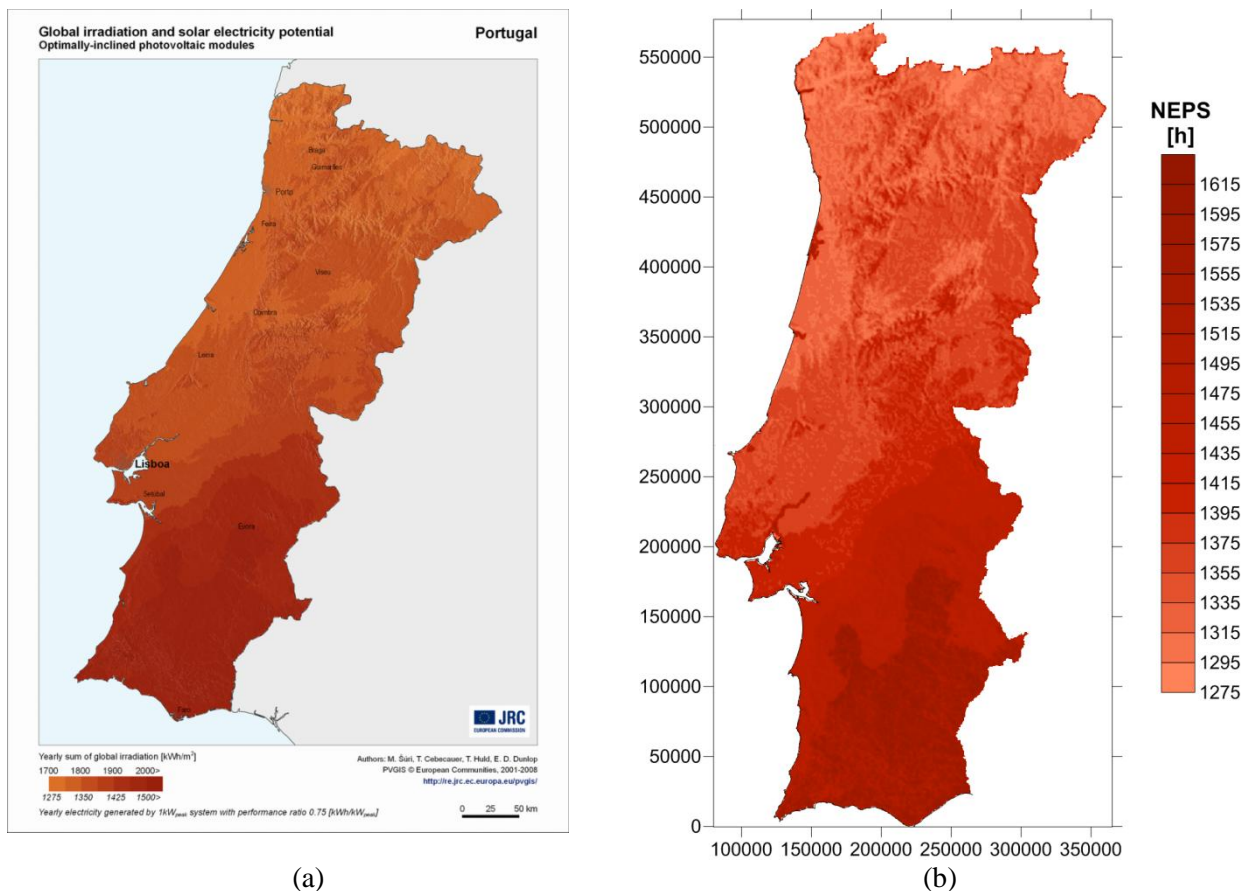 Global irradiation and solar electricity potential
Optimally-inclined photovoltaic modules
Portugal
Braga
Guimarães
Porto
Feira
Viseu
Coimbra
Leiria
Lisboa
Setúbal
Évora
Faro
JRC
EUROPEAN COMMISSION
Yearly sum of global irradiation [kWh/m²]
1700 1800 1900 2000>
1275 1350 1425 1500>
Yearly electricity generated by 1kWpeak system with performance ratio 0.75 [kWh/kWpeak]
Authors: M. Šúri, T. Cebecauer, T. Huld, E. D. Dunlop
PVGIS © European Communities, 2001-2008
http://re.jrc.ec.europa.eu/pvgis/
0 25 50 km
(a)
550000
500000
450000
400000
350000
300000
250000
200000
150000
100000
50000
0
100000 150000 200000 250000 300000 350000
NEPS
[h]
1615
1595
1575
1555
1535
1515
1495
1475
1455
1435
1415
1395
1375
1355
1335
1315
1295
1275
(b)